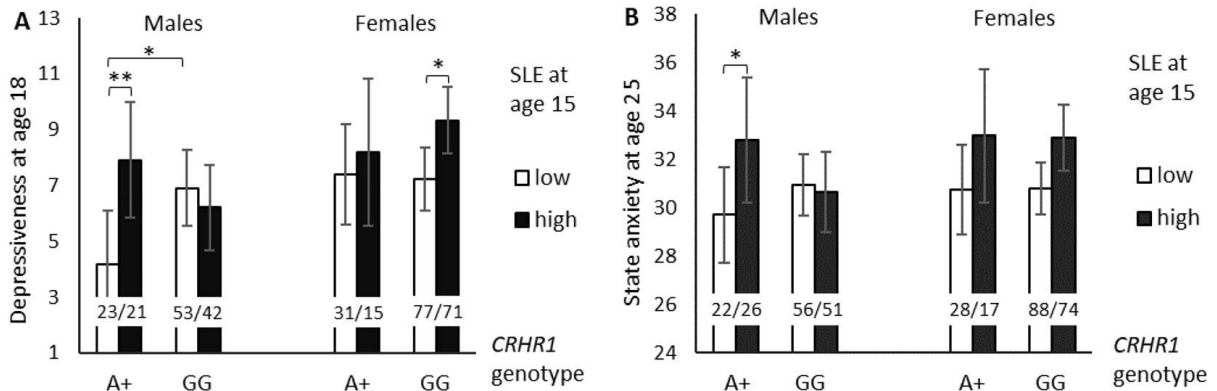 A
Males
Females
13
11
9
7
5
3
1
Depressiveness at age 18
*
**
*
SLE at
age 15
low
high
23/21
53/42
31/15
77/71
A+
GG
A+
GG
CRHR1
genotype
B
Males
Females
38
36
34
32
30
28
26
24
State anxiety at age 25
*
SLE at
age 15
low
high
22/26
56/51
28/17
88/74
A+
GG
A+
GG
CRHR1
genotype